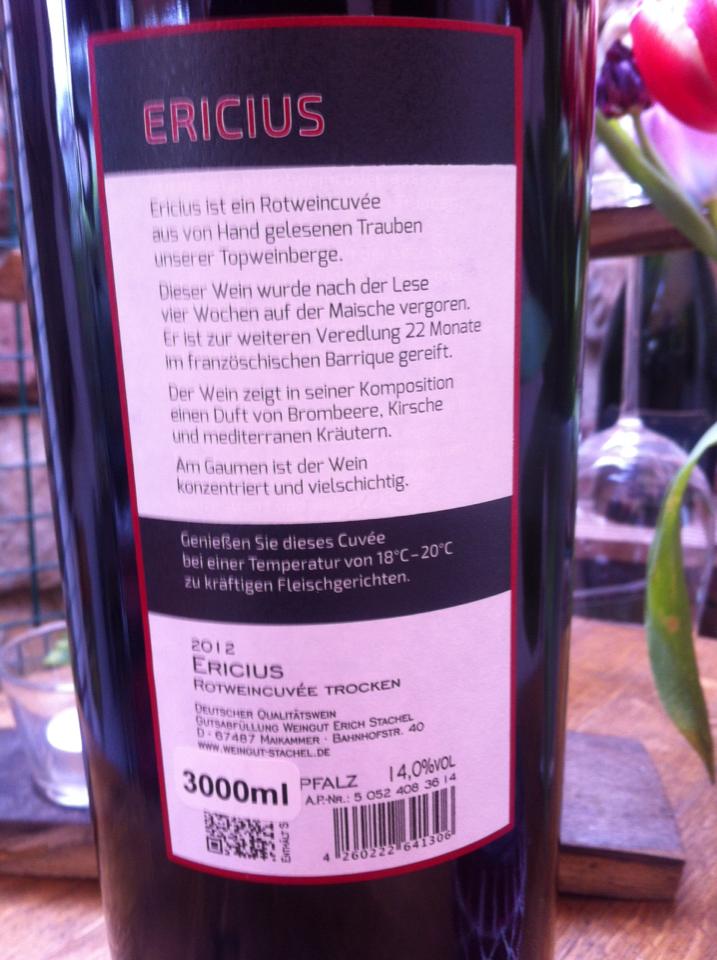 ERICIUS
Ericius ist ein Rotweincuvée
aus von Hand gelesenen Trauben
unserer Topweinberge.
Dieser Wein wurde nach der Lese
vier Wochen auf der Maische vergoren.
Er ist zur weiteren Veredlung 22 Monate
im französchischen Barrique gereift.
Der Wein zeigt in seiner Komposition
einen Duft von Brombeere, Kirsche
und mediterranen Kräutern.
Am Gaumen ist der Wein
konzentriert und vielschichtig.
Genießen Sie dieses Cuvée
bei einer Temperatur von 18°C–20°C
zu kräftigen Fleischgerichten.
2012
ERICIUS
ROTWEINCUVÉE TROCKEN
DEUTSCHER QUALITÄTSWEIN
GUTSABFÜLLUNG WEINGUT ERICH STACHEL
D - 67487 MAIKAMMER · BAHNHOFSTR. 40
WWW.WEINGUT-STACHEL.DE
3000ml
PFALZ 14,0%VOL
A.P.-NR.: 5 052 408 36 14
ENTHÄLT S
4 260222 641306